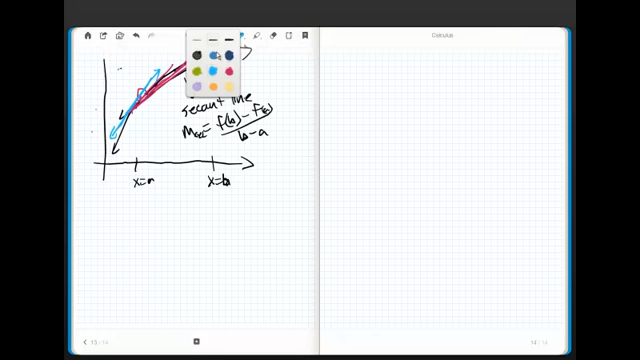 Calculus
secant line
Msec = f(b) - f(a)
b - a
x=a
x=b
13 / 14
14 / 14